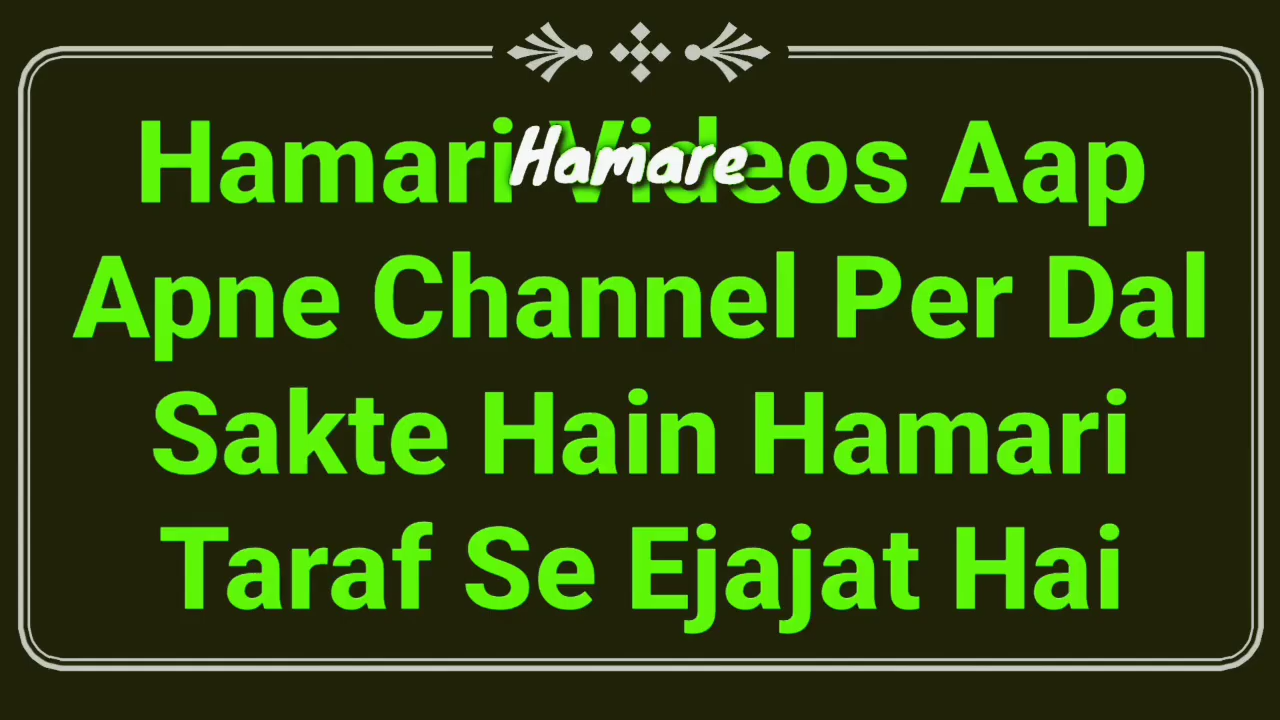 Hamari Videos Aap
Hamare
Apne Channel Per Dal
Sakte Hain Hamari
Taraf Se Ejajat Hai